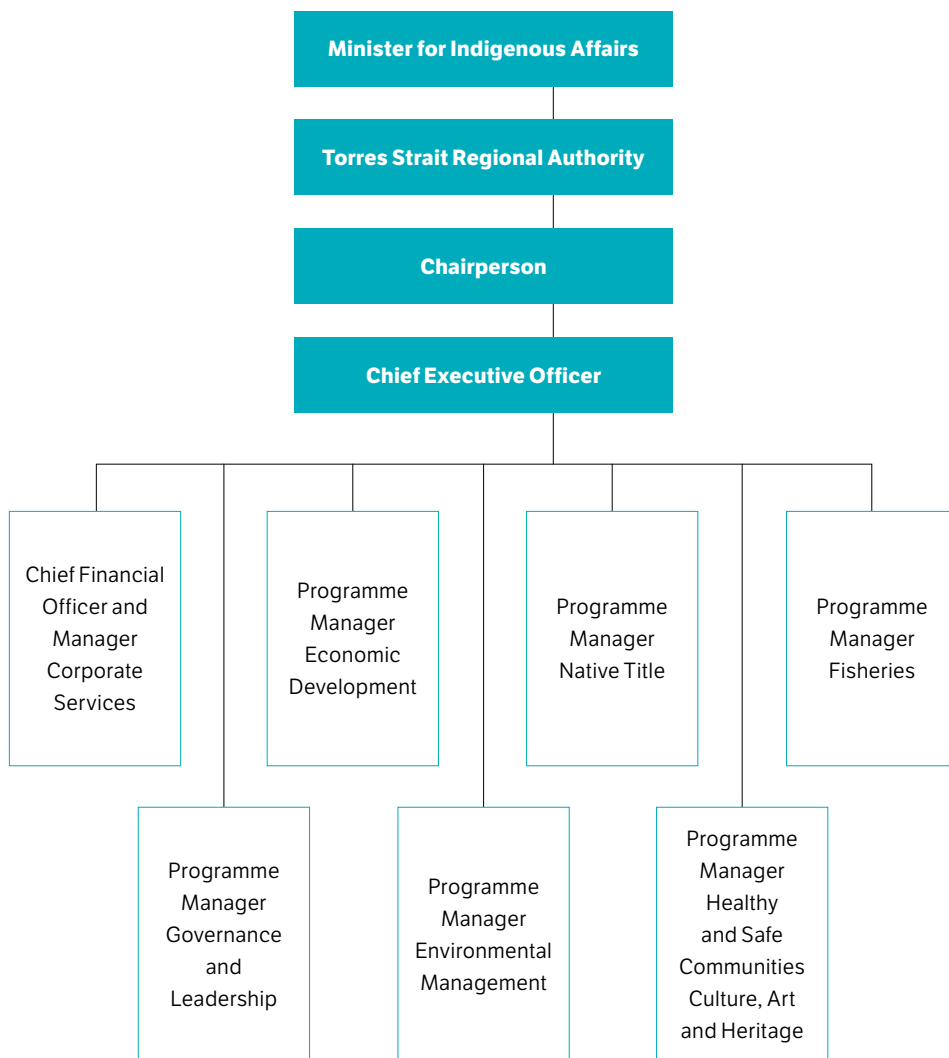 Minister for Indigenous Affairs
Torres Strait Regional Authority
Chairperson
Chief Executive Officer
Chief Financial
Officer and
Manager
Corporate
Services
Programme
Manager
Economic
Development
Programme
Manager
Native Title
Programme
Manager
Fisheries
Programme
Manager
Governance
and
Leadership
Programme
Manager
Environmental
Management
Programme
Manager
Healthy
and Safe
Communities
Culture, Art
and Heritage